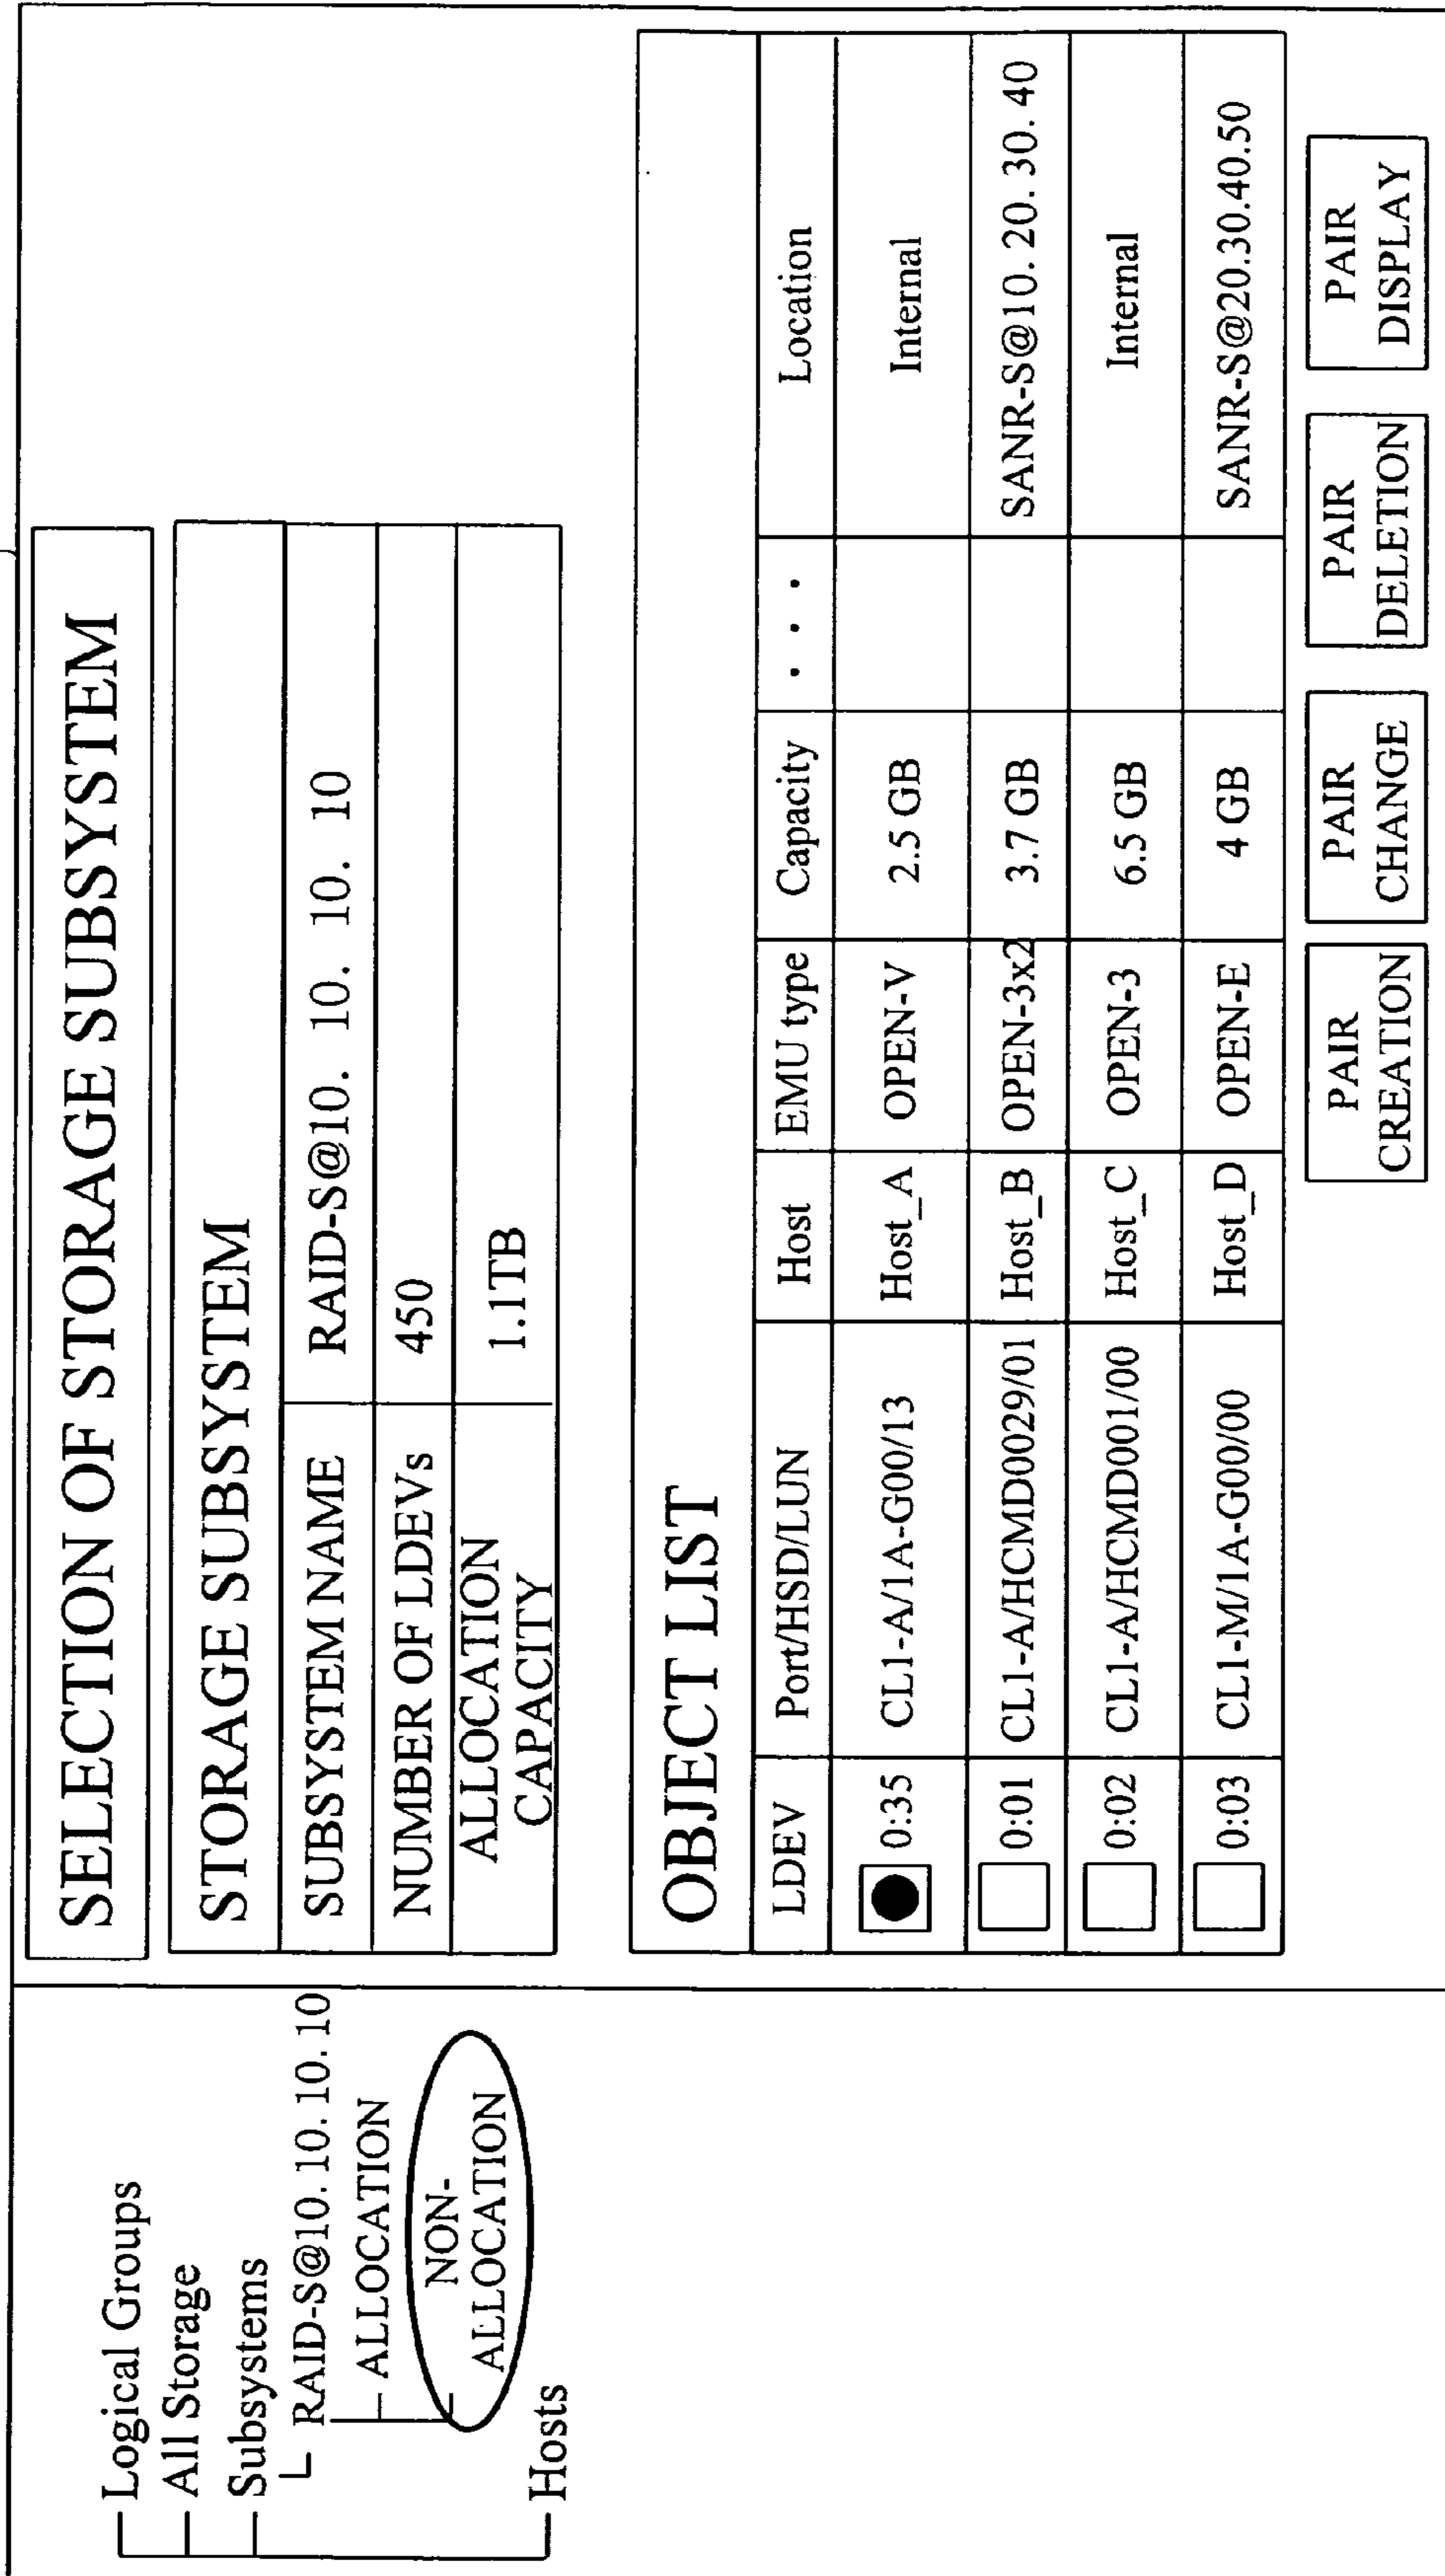 Logical Groups
All Storage
Subsystems
RAID-S@10. 10. 10. 10
ALLOCATION
NON-
ALLOCATION
Hosts
SELECTION OF STORAGE SUBSYSTEM
STORAGE SUBSYSTEM
SUBSYSTEM NAME RAID-S@10. 10. 10. 10
NUMBER OF LDEVs 450
ALLOCATION
CAPACITY 1.1TB
OBJECT LIST
LDEV Port/HSD/LUN Host EMU type Capacity . . . Location
0:35 CL1-A/1A-G00/13 Host_A OPEN-V 2.5 GB Internal
0:01 CL1-A/HCMD0029/01 Host_B OPEN-3x2 3.7 GB SANR-S@10. 20. 30. 40
0:02 CL1-A/HCMD001/00 Host_C OPEN-3 6.5 GB Internal
0:03 CL1-M/1A-G00/00 Host_D OPEN-E 4 GB SANR-S@20.30.40.50
PAIR
CREATION
PAIR
CHANGE
PAIR
DELETION
PAIR
DISPLAY